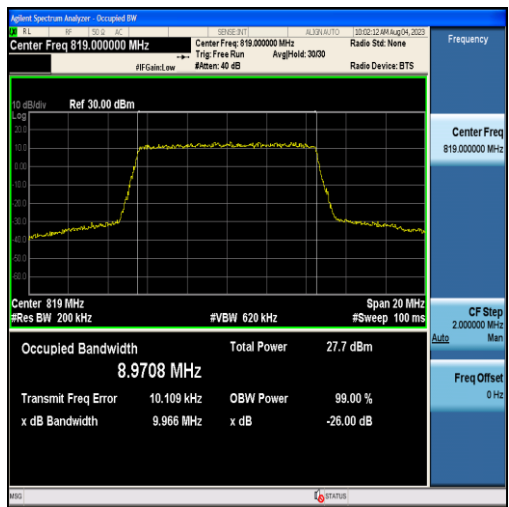 Agilent Spectrum Analyzer - Occupied BW
RL RF 50 Ω AC SENSE:INT ALIGN AUTO 10:02:12 AM Aug 04, 2023
Center Freq 819.000000 MHz
Center Freq: 819.000000 MHz
Radio Std: None
Trig: Free Run Avg|Hold: 30/30
#IFGain:Low #Atten: 40 dB Radio Device: BTS
Frequency
10 dB/div Ref 30.00 dBm
Log
20.0
10.0
0.00
-10.0
-20.0
-30.0
-40.0
-50.0
-60.0
Center 819 MHz Span 20 MHz
#Res BW 200 kHz #VBW 620 kHz #Sweep 100 ms
Occupied Bandwidth Total Power 27.7 dBm
8.9708 MHz
Transmit Freq Error 10.109 kHz OBW Power 99.00 %
x dB Bandwidth 9.966 MHz x dB -26.00 dB
Center Freq
819.000000 MHz
CF Step
2.000000 MHz
Auto Man
Freq Offset
0 Hz
MSG STATUS